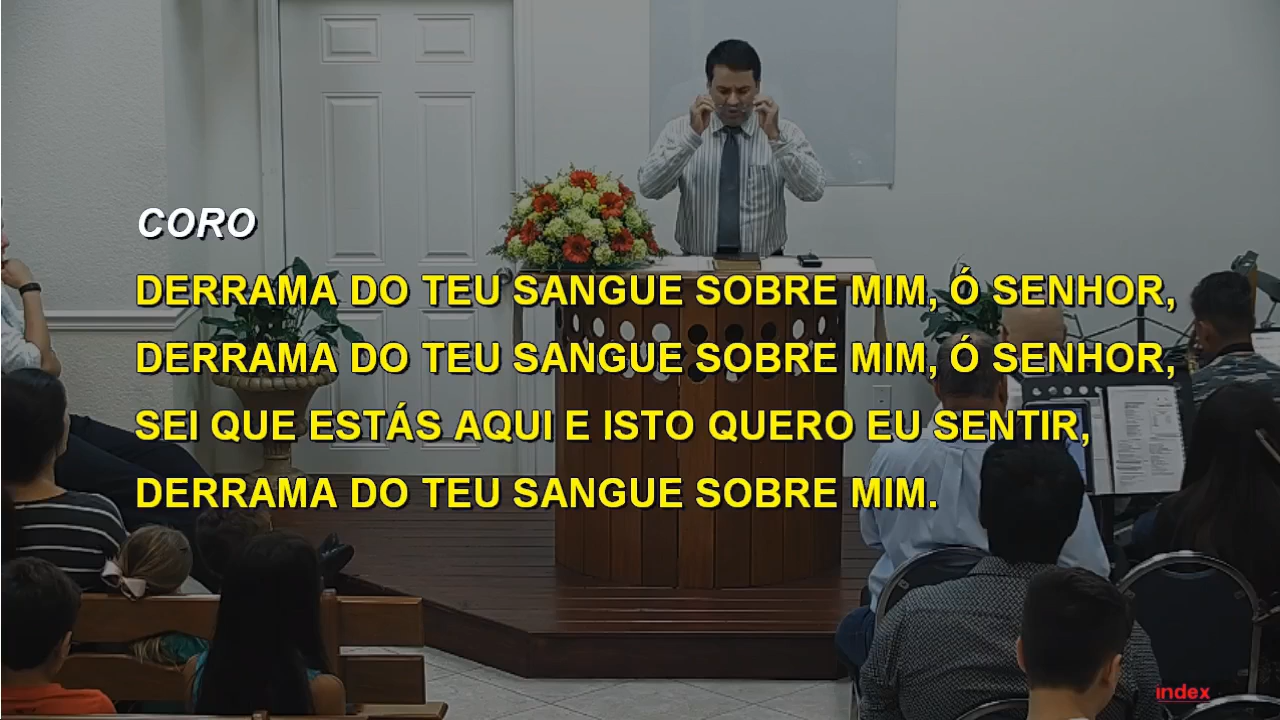 CORO
DERRAMA DO TEU SANGUE SOBRE MIM, Ó SENHOR,
DERRAMA DO TEU SANGUE SOBRE MIM, Ó SENHOR,
SEI QUE ESTÁS AQUI E ISTO QUERO EU SENTIR,
DERRAMA DO TEU SANGUE SOBRE MIM.
index